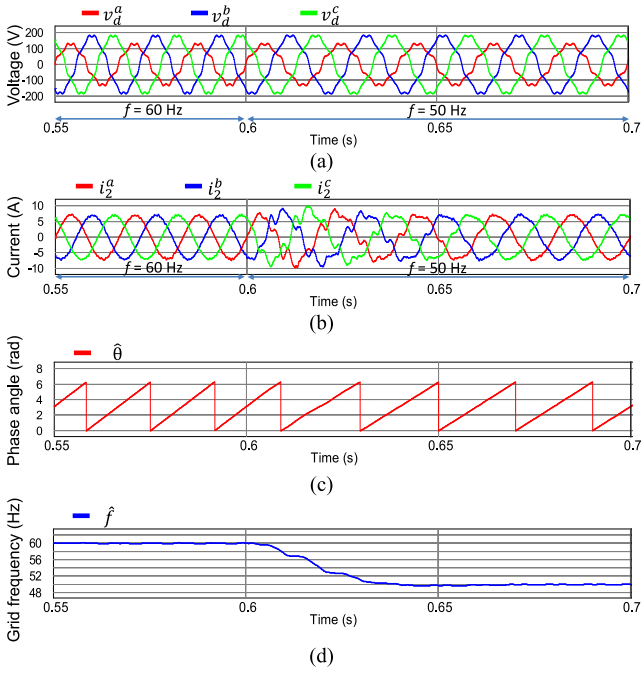 v_d^a v_d^b v_d^c
Voltage (V)
200
100
0
-100
-200
f = 60 Hz f = 50 Hz
0.55 0.6 0.65 0.7
Time (s)
(a)
i_2^a i_2^b i_2^c
Current (A)
10
5
0
-5
-10
f = 60 Hz f = 50 Hz
0.55 0.6 0.65 0.7
Time (s)
(b)
θ̂
Phase angle (rad)
8
6
4
2
0
0.55 0.6 0.65 0.7
Time (s)
(c)
f̂
Grid frequency (Hz)
60
56
52
48
0.55 0.6 0.65 0.7
Time (s)
(d)